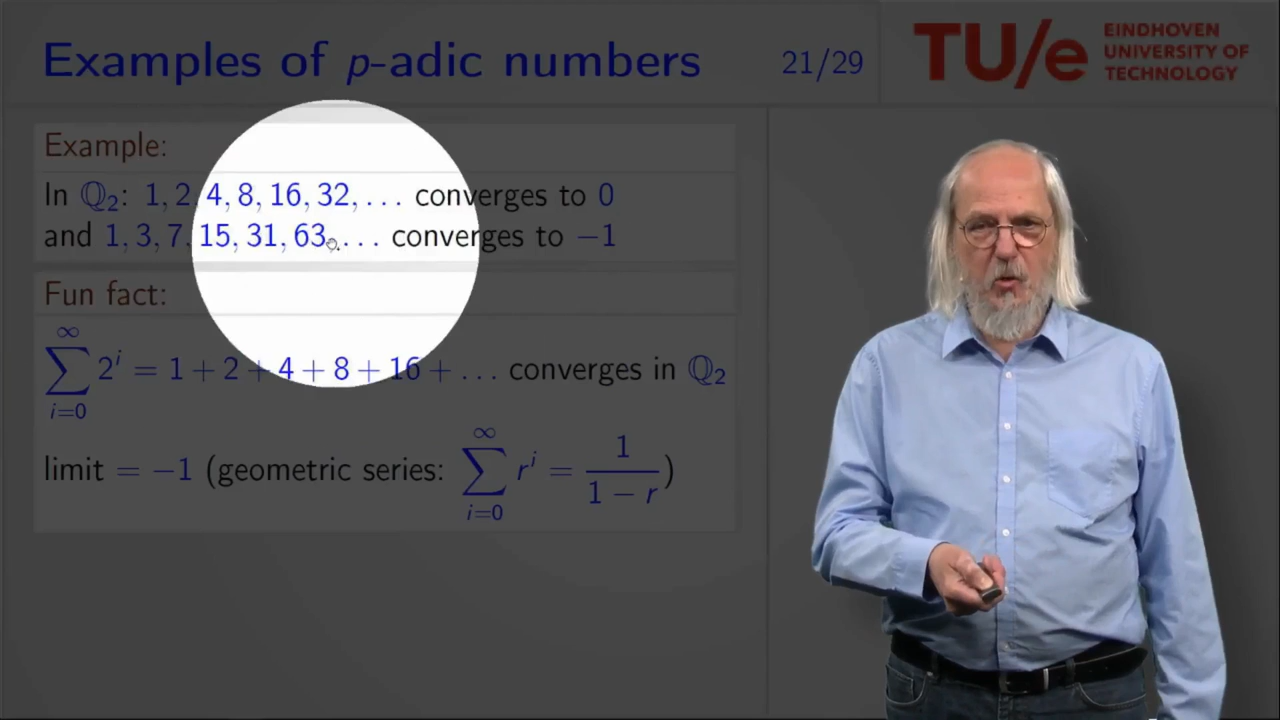 Examples of p-adic numbers
21/29
TU/e
EINDHOVEN
UNIVERSITY OF
TECHNOLOGY
Example:
In ℚ₂: 1, 2, 4, 8, 16, 32, ... converges to 0
and 1, 3, 7, 15, 31, 63, ... converges to −1
Fun fact:
∑_{i=0}^{∞} 2^i = 1 + 2 + 4 + 8 + 16 + ... converges in ℚ₂
limit = −1 (geometric series: ∑_{i=0}^{∞} r^i = 1/(1 − r))